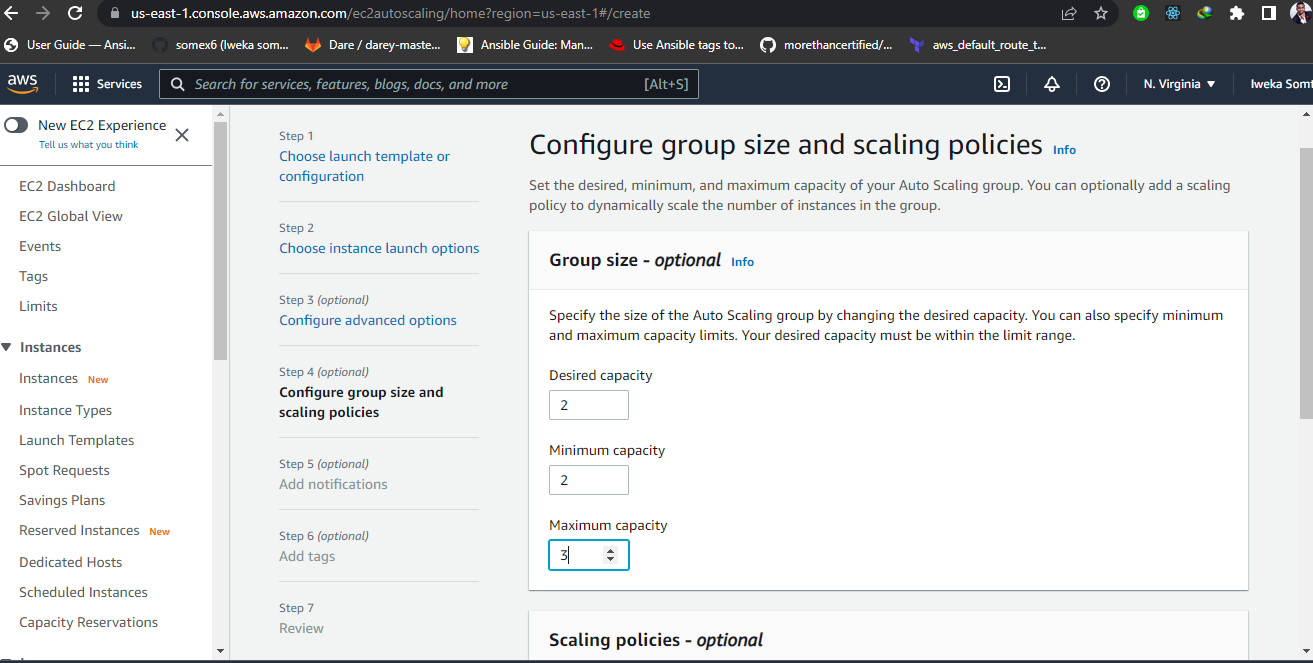 us-east-1.console.aws.amazon.com/ec2autoscaling/home?region=us-east-1#/create
User Guide — Ansi...
somex6 (Iweka som...
Dare / darey-maste...
Ansible Guide: Man...
Use Ansible tags to...
morethancertified/...
aws_default_route_t...
aws
Services
Search for services, features, blogs, docs, and more
[Alt+S]
N. Virginia
Iweka Somt
New EC2 Experience
Tell us what you think
EC2 Dashboard
EC2 Global View
Events
Tags
Limits
Instances
Instances New
Instance Types
Launch Templates
Spot Requests
Savings Plans
Reserved Instances New
Dedicated Hosts
Scheduled Instances
Capacity Reservations
Step 1
Choose launch template or
configuration
Step 2
Choose instance launch options
Step 3 (optional)
Configure advanced options
Step 4 (optional)
Configure group size and
scaling policies
Step 5 (optional)
Add notifications
Step 6 (optional)
Add tags
Step 7
Review
Configure group size and scaling policies Info
Set the desired, minimum, and maximum capacity of your Auto Scaling group. You can optionally add a scaling
policy to dynamically scale the number of instances in the group.
Group size - optional Info
Specify the size of the Auto Scaling group by changing the desired capacity. You can also specify minimum
and maximum capacity limits. Your desired capacity must be within the limit range.
Desired capacity
2
Minimum capacity
2
Maximum capacity
3
Scaling policies - optional